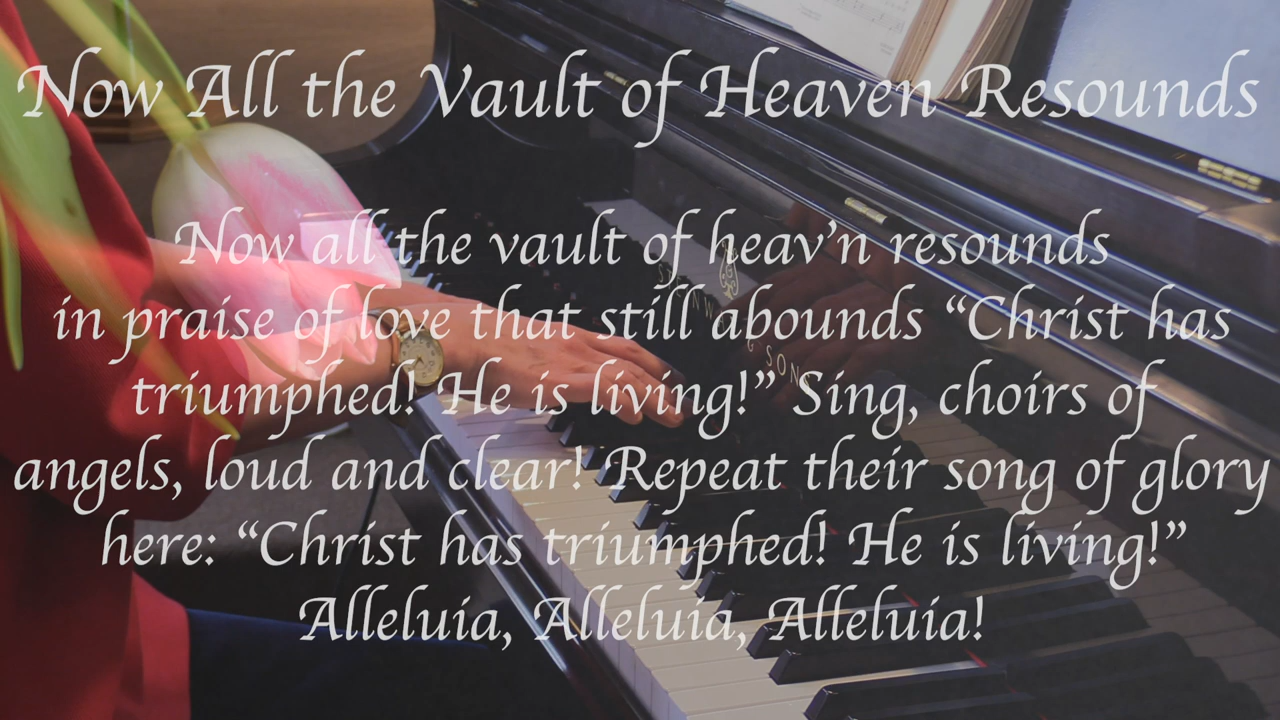 Now All the Vault of Heaven Resounds
Now all the vault of heav’n resounds
in praise of love that still abounds “Christ has
triumphed! He is living!” Sing, choirs of
angels, loud and clear! Repeat their song of glory
here: “Christ has triumphed! He is living!”
Alleluia, Alleluia, Alleluia!